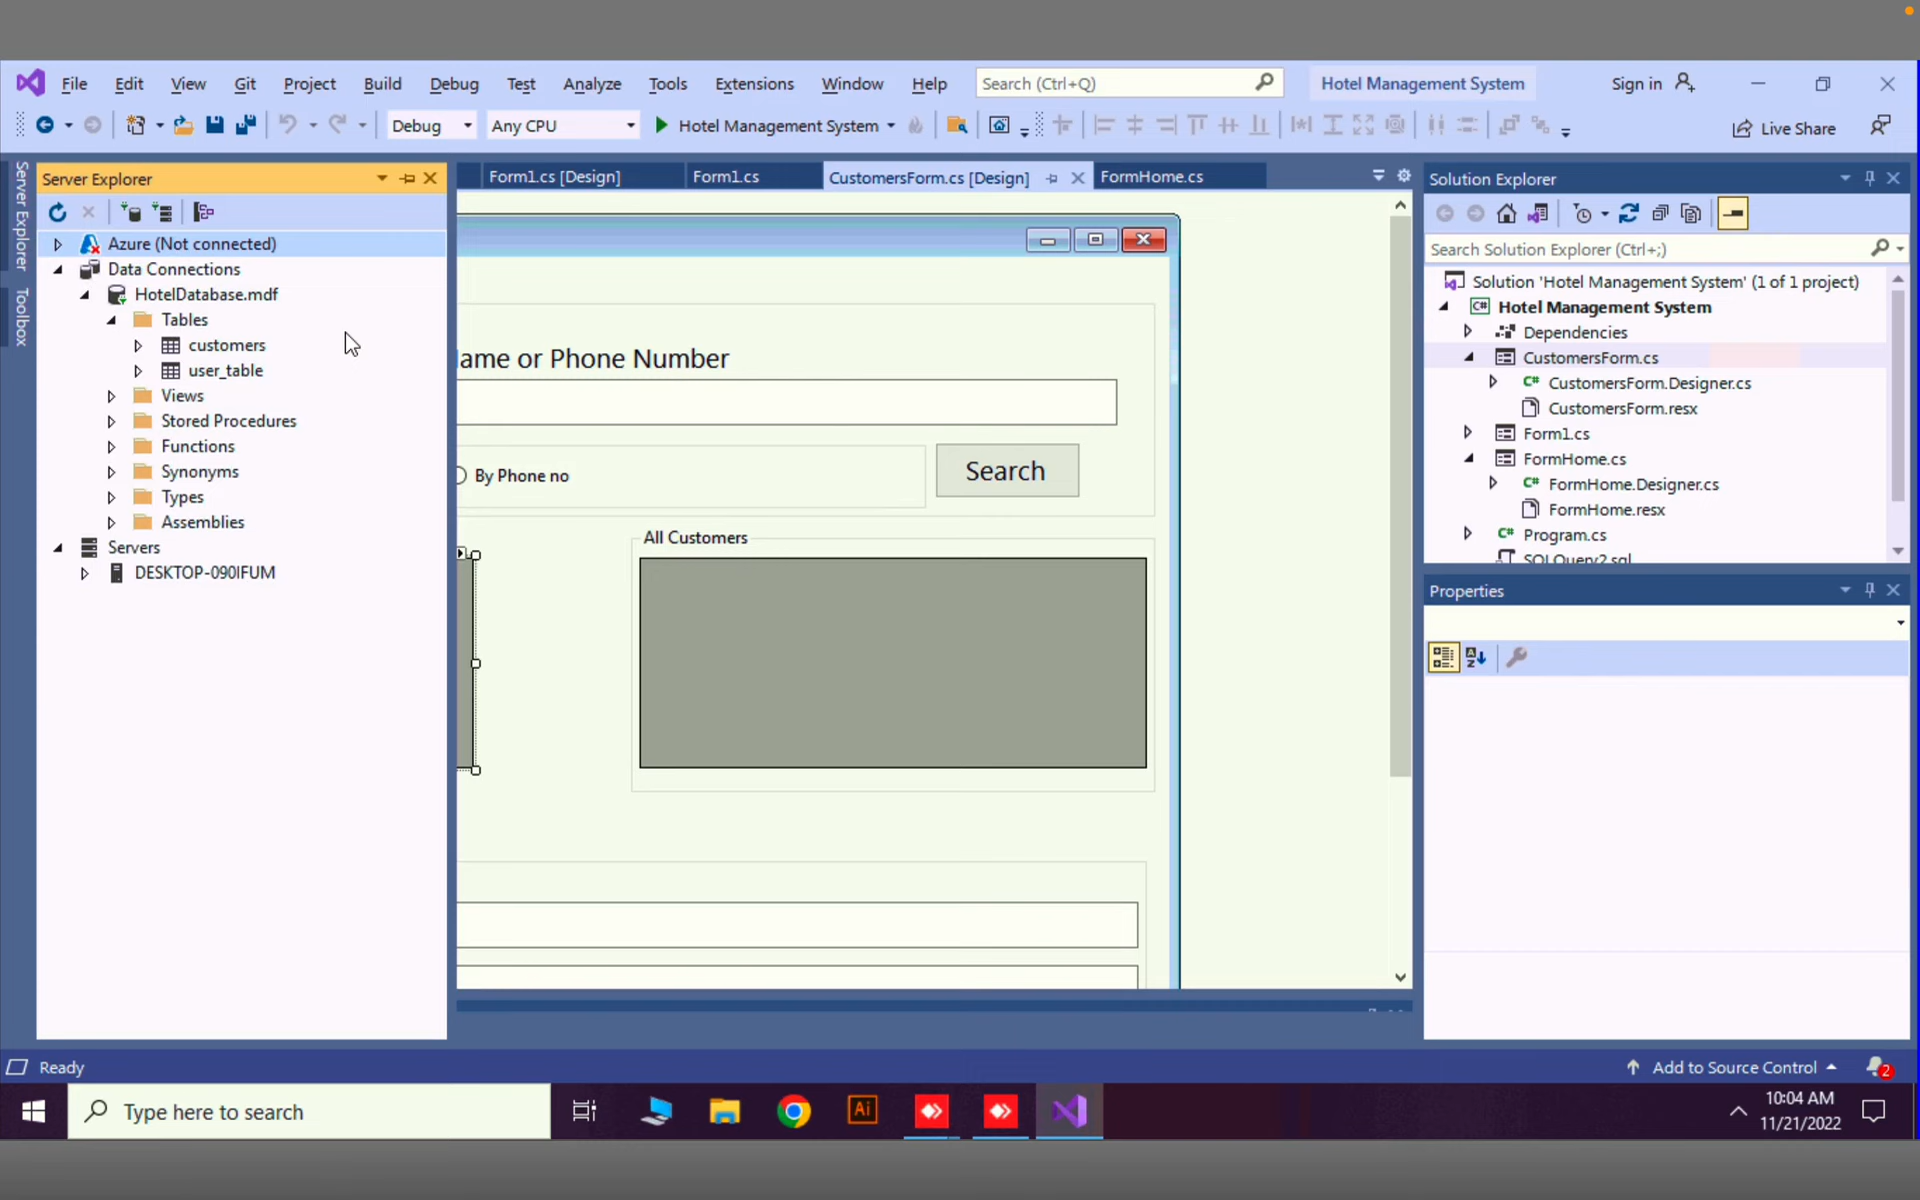 File Edit View Git Project Build Debug Test Analyze Tools Extensions Window Help Search (Ctrl+Q) Hotel Management System Sign in
Debug Any CPU Hotel Management System Live Share
Server Explorer
Toolbox
Server Explorer
Azure (Not connected)
Data Connections
HotelDatabase.mdf
Tables
customers
user_table
Views
Stored Procedures
Functions
Synonyms
Types
Assemblies
Servers
DESKTOP-090IFUM
Form1.cs [Design] Form1.cs CustomersForm.cs [Design] FormHome.cs
ame or Phone Number
By Phone no
Search
All Customers
Solution Explorer
Search Solution Explorer (Ctrl+;)
Solution 'Hotel Management System' (1 of 1 project)
Hotel Management System
Dependencies
CustomersForm.cs
CustomersForm.Designer.cs
CustomersForm.resx
Form1.cs
FormHome.cs
FormHome.Designer.cs
FormHome.resx
Program.cs
SQLQuery2.sql
Properties
Ready
Add to Source Control
2
Type here to search
Ai
10:04 AM
11/21/2022